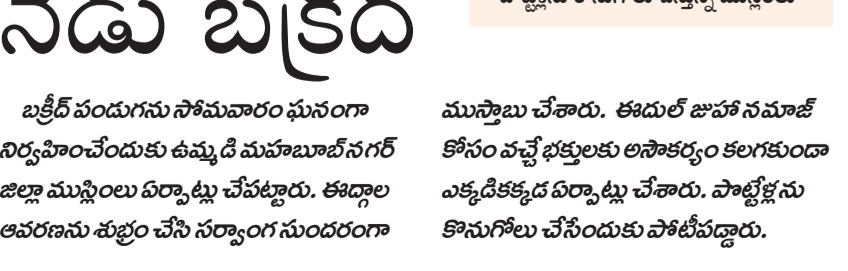 నేడు బక్రీద్
బక్రీద్ పండుగను సోమవారం ఘనంగా
నిర్వహించేందుకు ఉమ్మడి మహబూబ్‌నగర్
జిల్లా ముస్లింలు ఏర్పాట్లు చేపట్టారు. ఈద్గాల
ఆవరణను శుభ్రం చేసి సర్వాంగ సుందరంగా
ముస్తాబు చేశారు. ఈదుల్ జుహా నమాజ్
కోసం వచ్చే భక్తులకు అసౌకర్యం కలగకుండా
ఎక్కడికక్కడ ఏర్పాట్లు చేశారు. పొట్టేళ్లను
కొనుగోలు చేసేందుకు పోటీపడ్డారు.